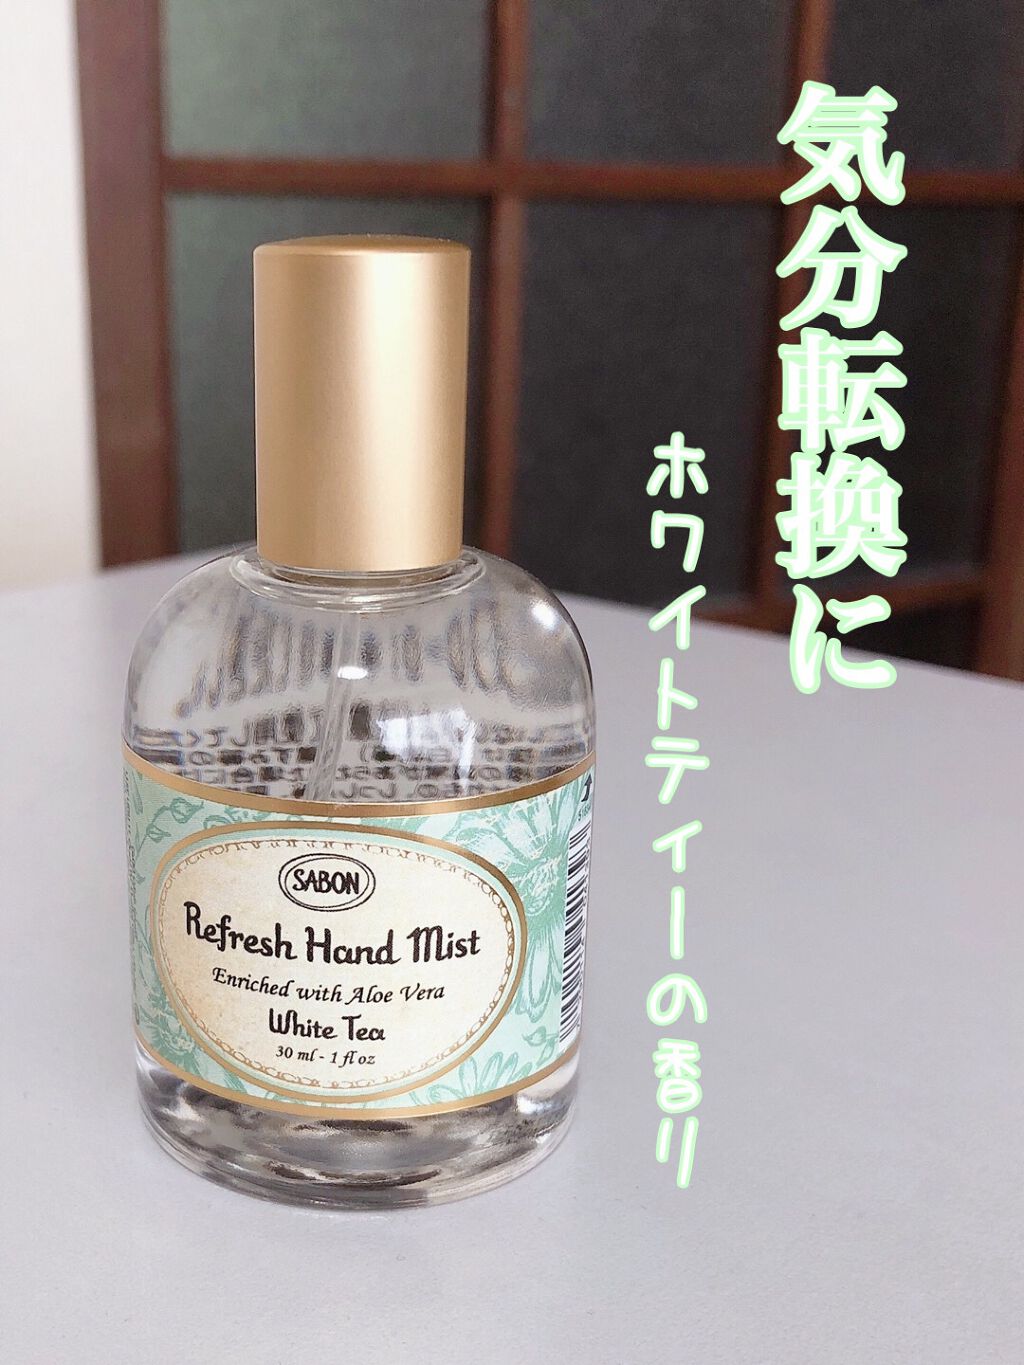 気分転換に
ホワイトティーの香り
SABON
Refresh Hand Mist
Enriched with Aloe Vera
White Tea
30 ml - 1 fl oz